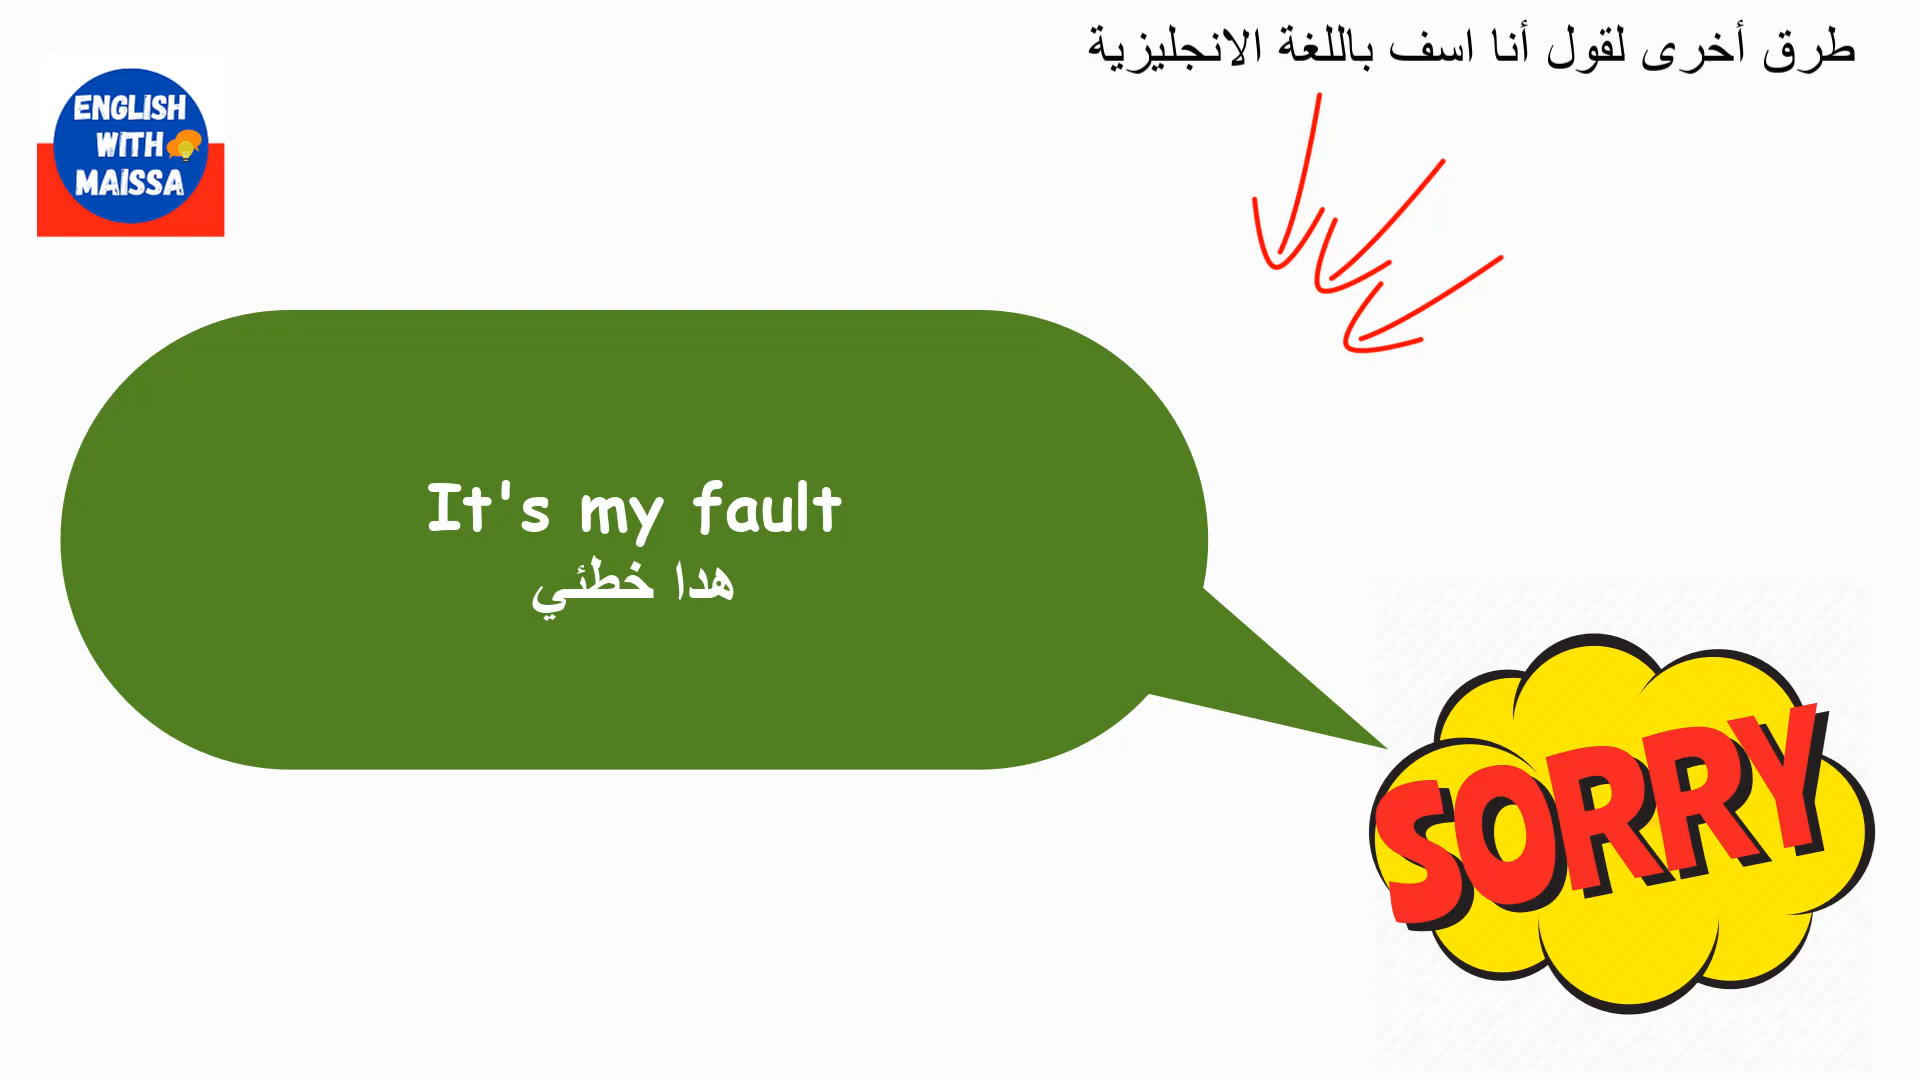 طرق أخرى لقول أنا اسف باللغة الانجليزية
ENGLISH
WITH
MAISSA
It's my fault
هدا خطئي
SORRY